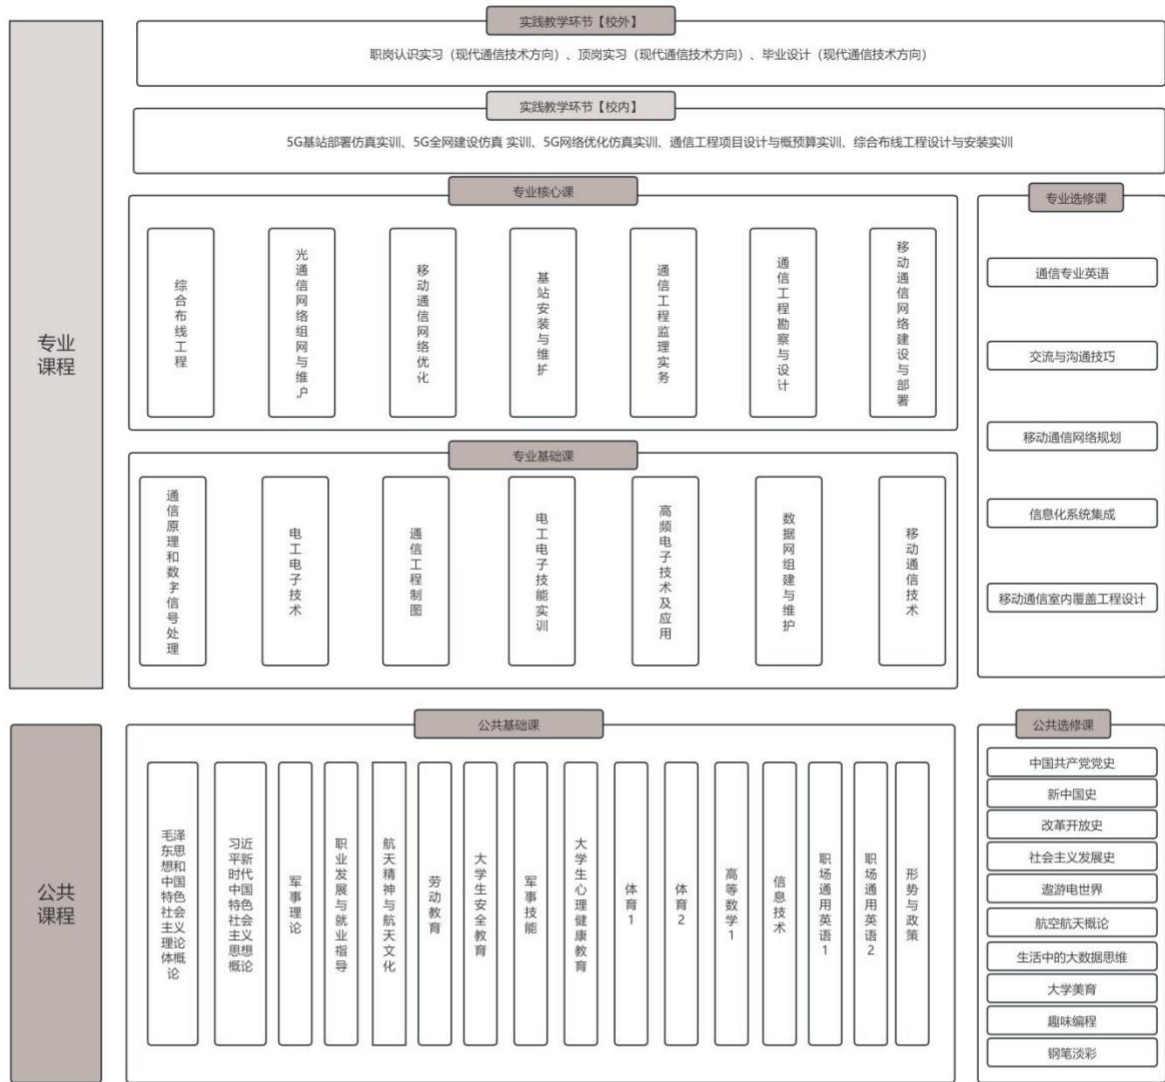 实践教学环节【校外】
职岗认识实习（现代通信技术方向）、顶岗实习（现代通信技术方向）、毕业设计（现代通信技术方向）
实践教学环节【校内】
5G基站部署仿真实训、5G全网建设仿真 实训、5G网络优化仿真实训、通信工程项目设计与概预算实训、综合布线工程设计与安装实训
专业
课程
专业核心课
综合布线工程
光通信网络组网与维户
移动通信网络优化
基站安装与维护
通信工程监理实务
通信工程勘察与设计
移动通信网络建设与部署
专业选修课
通信专业英语
交流与沟通技巧
移动通信网络规划
信息化系统集成
移动通信室内覆盖工程设计
专业基础课
通信原理和数字信号处理
电工电子技术
通信工程制图
电工电子技能实训
高频电子技术及应用
数据网组建与维护
移动通信技术
公共
课程
公共基础课
毛泽
东思
想和
中国
特色
社会
主义
理论
体概
论
习近
平新
时代
中国
特色
社会
主义
思想
概论
军事理论
职业发展与就业指导
航天精神与航天文化
劳动教育
大学生安全教育
军事技能
大学生心理健康教育
体育1
体育2
高等数学1
信息技术
职场通用英语1
职场通用英语2
形势与政策
公共选修课
中国共产党党史
新中国史
改革开放史
社会主义发展史
遨游电世界
航空航天概论
生活中的大数据思维
大学美育
趣味编程
钢笔淡彩